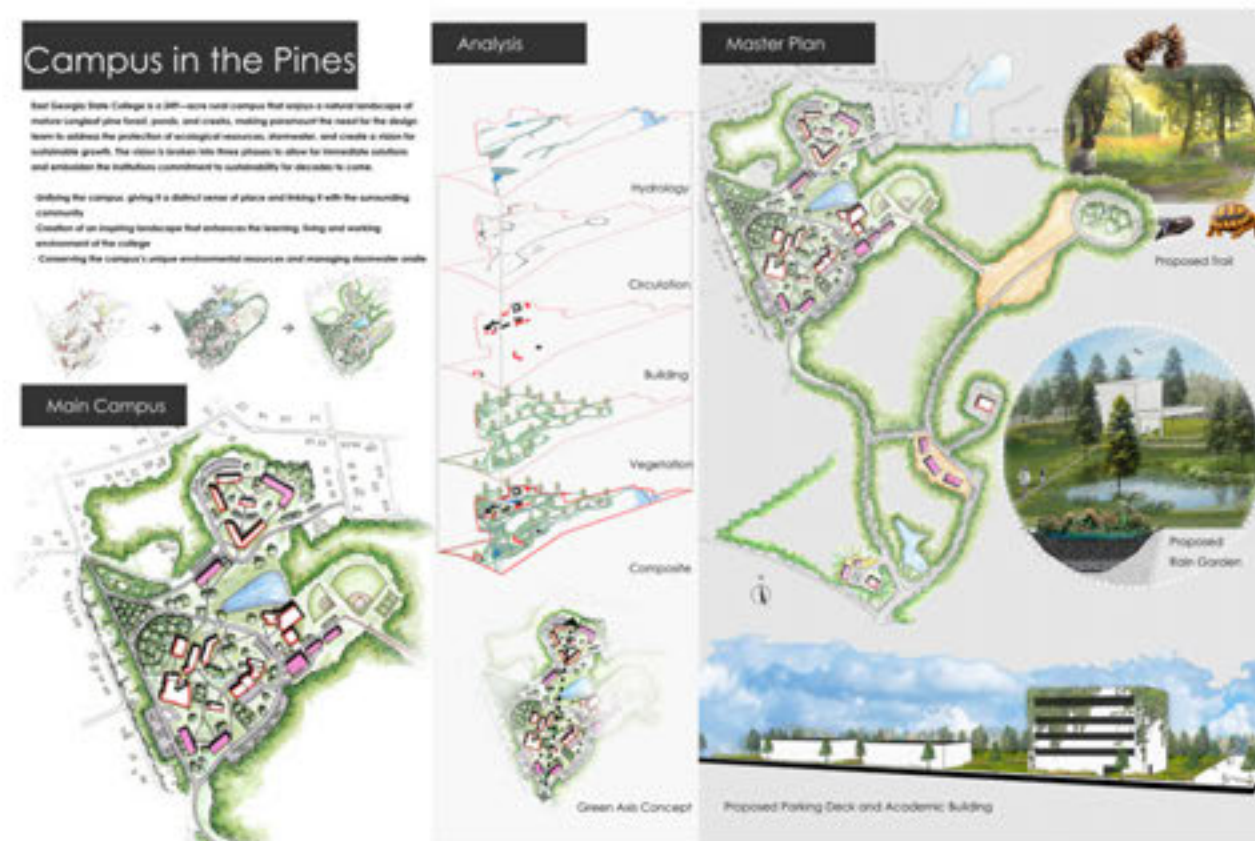 Campus in the Pines
East Georgia State College is a acre rural campus that enjoys a natural landscape of
mature Longleaf pine forest, ponds, and creeks, making paramount the need for the design
team to address the protection of ecological resources, stormwater, and create a vision for
sustainable growth. The vision is broken into three phases to allow for immediate solutions
and embolden the institutions commitment to sustainability for decades to come.
the campus, giving it a distinct sense of place and linking it with the surrounding
community
Creation of an inspiring landscape that enhances the learning, living and working
environment of the college
Conserving the campus's unique environmental resources and managing stormwater onsite
Main Campus
Analysis
Hydrology
Circulation
Building
Vegetation
Composite
Green Axis Concept
Master Plan
Proposed Trail
Proposed
Rain Garden
Proposed Parking Deck and Academic Building